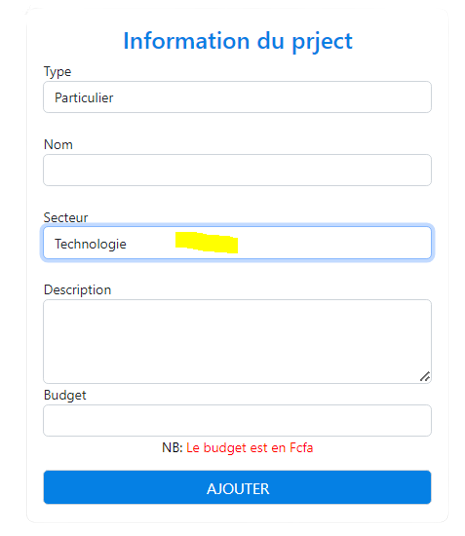 Information du prject
Type
Particulier
Nom
Secteur
Technologie
Description
Budget
NB: Le budget est en Fcfa
AJOUTER